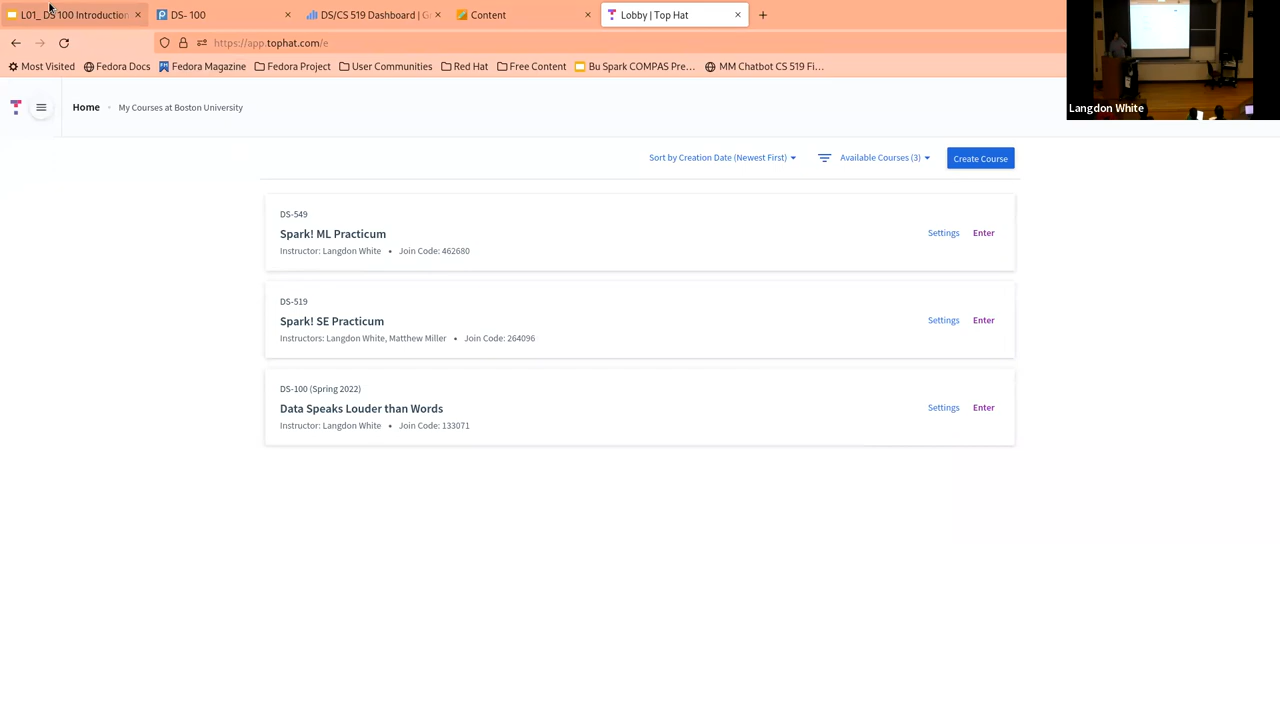 L01_ DS 100 Introduction
DS- 100
DS/CS 519 Dashboard | G
Content
Lobby | Top Hat
https://app.tophat.com/e
Most Visited
Fedora Docs
Fedora Magazine
Fedora Project
User Communities
Red Hat
Free Content
Bu Spark COMPAS Pre…
MM Chatbot CS 519 Fi…
Langdon White
Home
My Courses at Boston University
Sort by Creation Date (Newest First)
Available Courses (3)
Create Course
DS-549
Spark! ML Practicum
Instructor: Langdon White • Join Code: 462680
Settings
Enter
DS-519
Spark! SE Practicum
Instructors: Langdon White, Matthew Miller • Join Code: 264096
Settings
Enter
DS-100 (Spring 2022)
Data Speaks Louder than Words
Instructor: Langdon White • Join Code: 133071
Settings
Enter